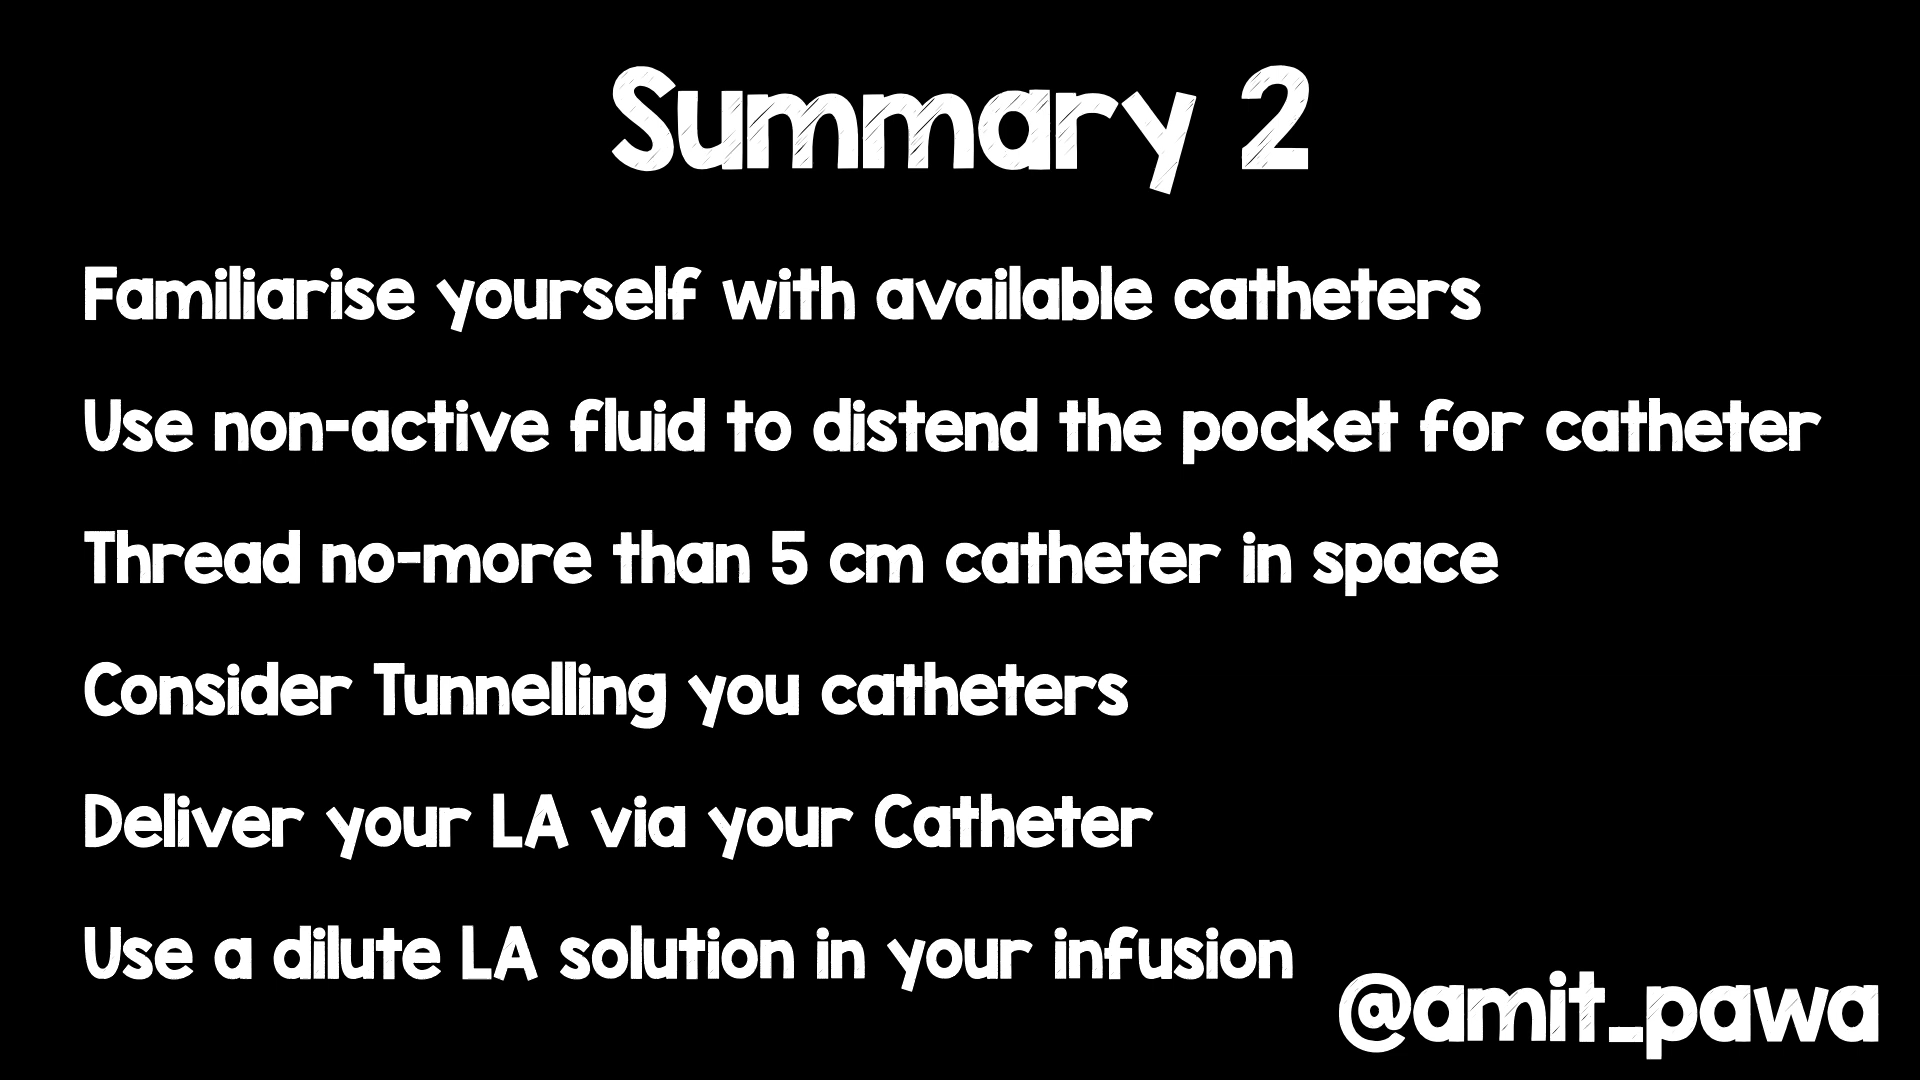 Summary 2
Familiarise yourself with available catheters
Use non-active fluid to distend the pocket for catheter
Thread no-more than 5 cm catheter in space
Consider Tunnelling you catheters
Deliver your LA via your Catheter
Use a dilute LA solution in your infusion
@amit_pawa